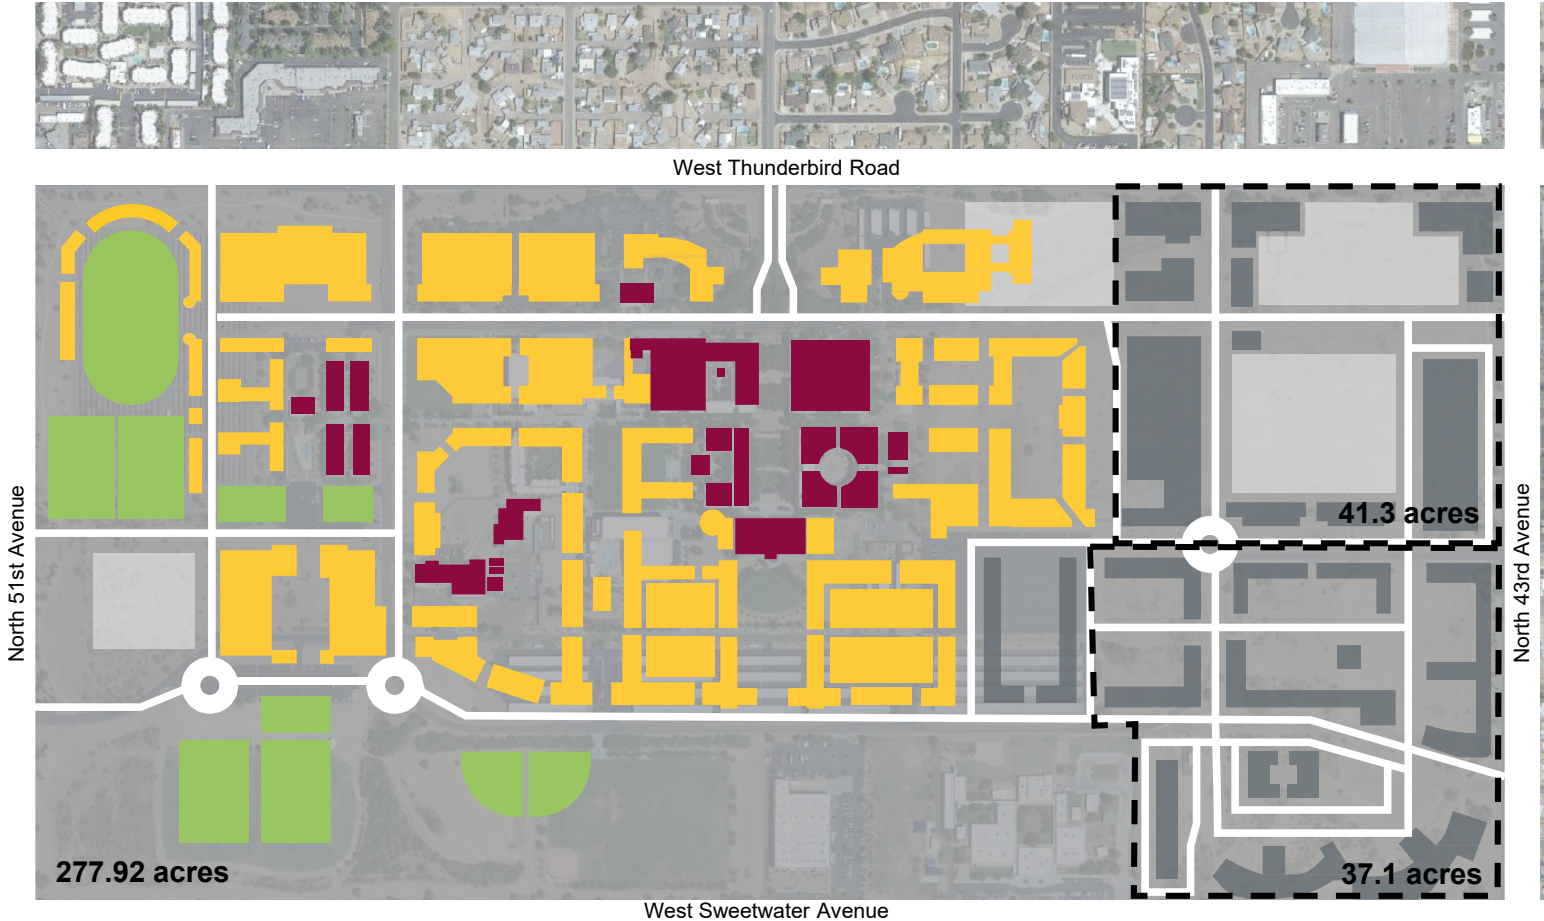 West Thunderbird Road
North 51st Avenue
41.3 acres
North 43rd Avenue
277.92 acres
37.1 acres
West Sweetwater Avenue